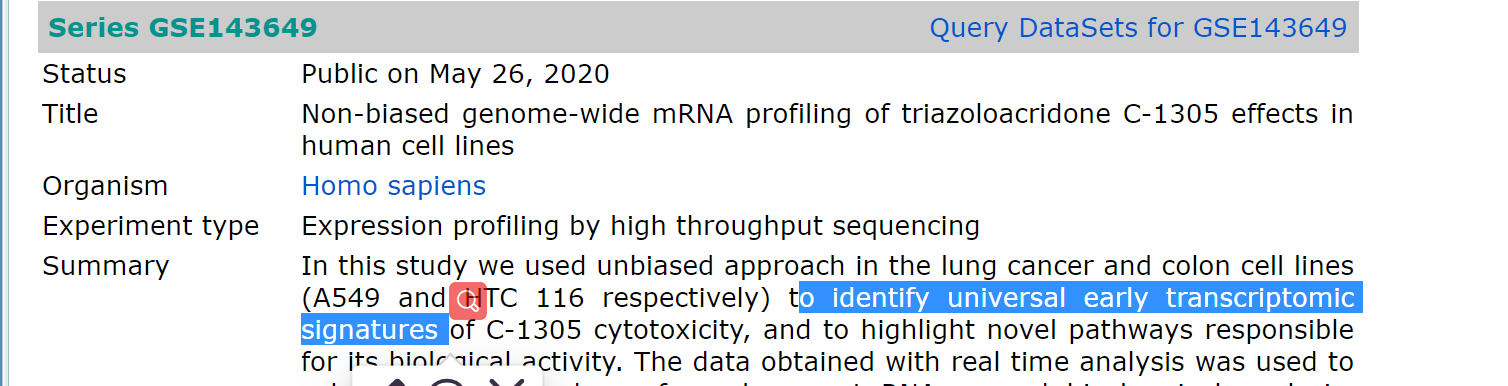 Series GSE143649 Query DataSets for GSE143649
Status Public on May 26, 2020
Title Non-biased genome-wide mRNA profiling of triazoloacridone C-1305 effects in
human cell lines
Organism Homo sapiens
Experiment type Expression profiling by high throughput sequencing
Summary In this study we used unbiased approach in the lung cancer and colon cell lines
(A549 and HTC 116 respectively) to identify universal early transcriptomic
signatures of C-1305 cytotoxicity, and to highlight novel pathways responsible
for its biological activity. The data obtained with real time analysis was used to